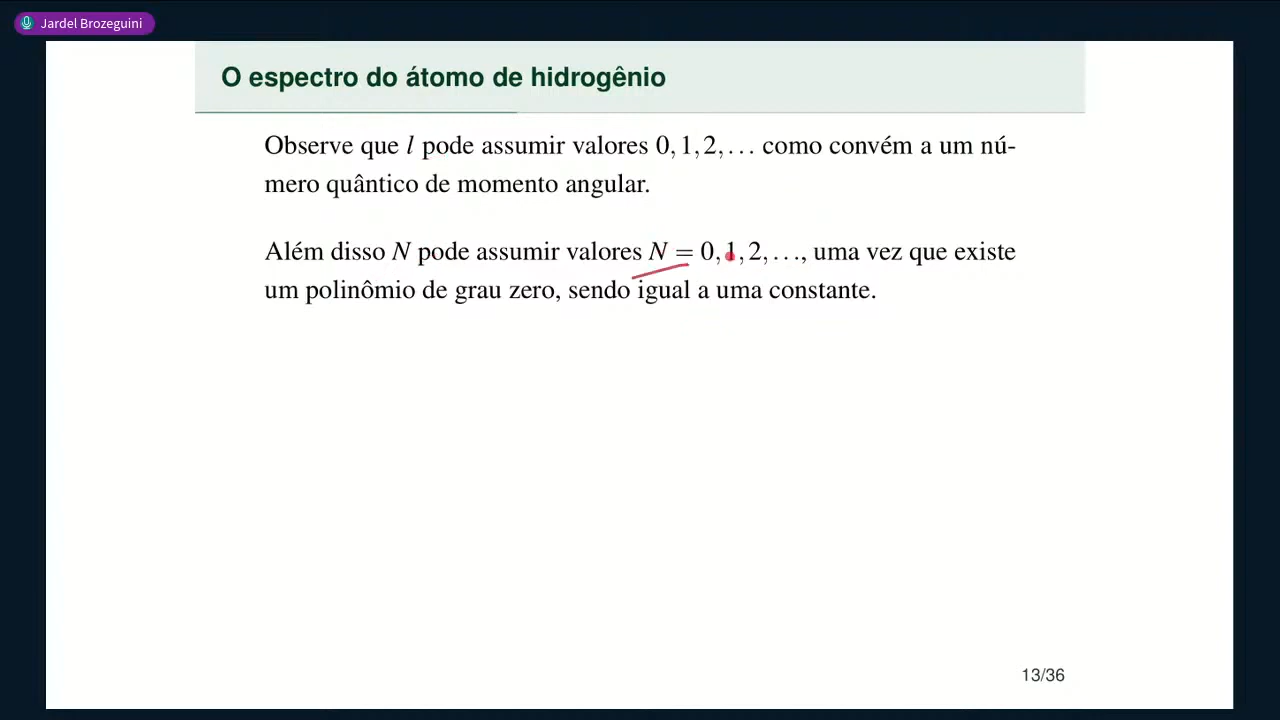 Jardel Brozeguini
O espectro do átomo de hidrogênio
Observe que l pode assumir valores 0, 1, 2, . . . como convém a um nú-
mero quântico de momento angular.
Além disso N pode assumir valores N = 0, 1, 2, . . ., uma vez que existe
um polinômio de grau zero, sendo igual a uma constante.
13/36